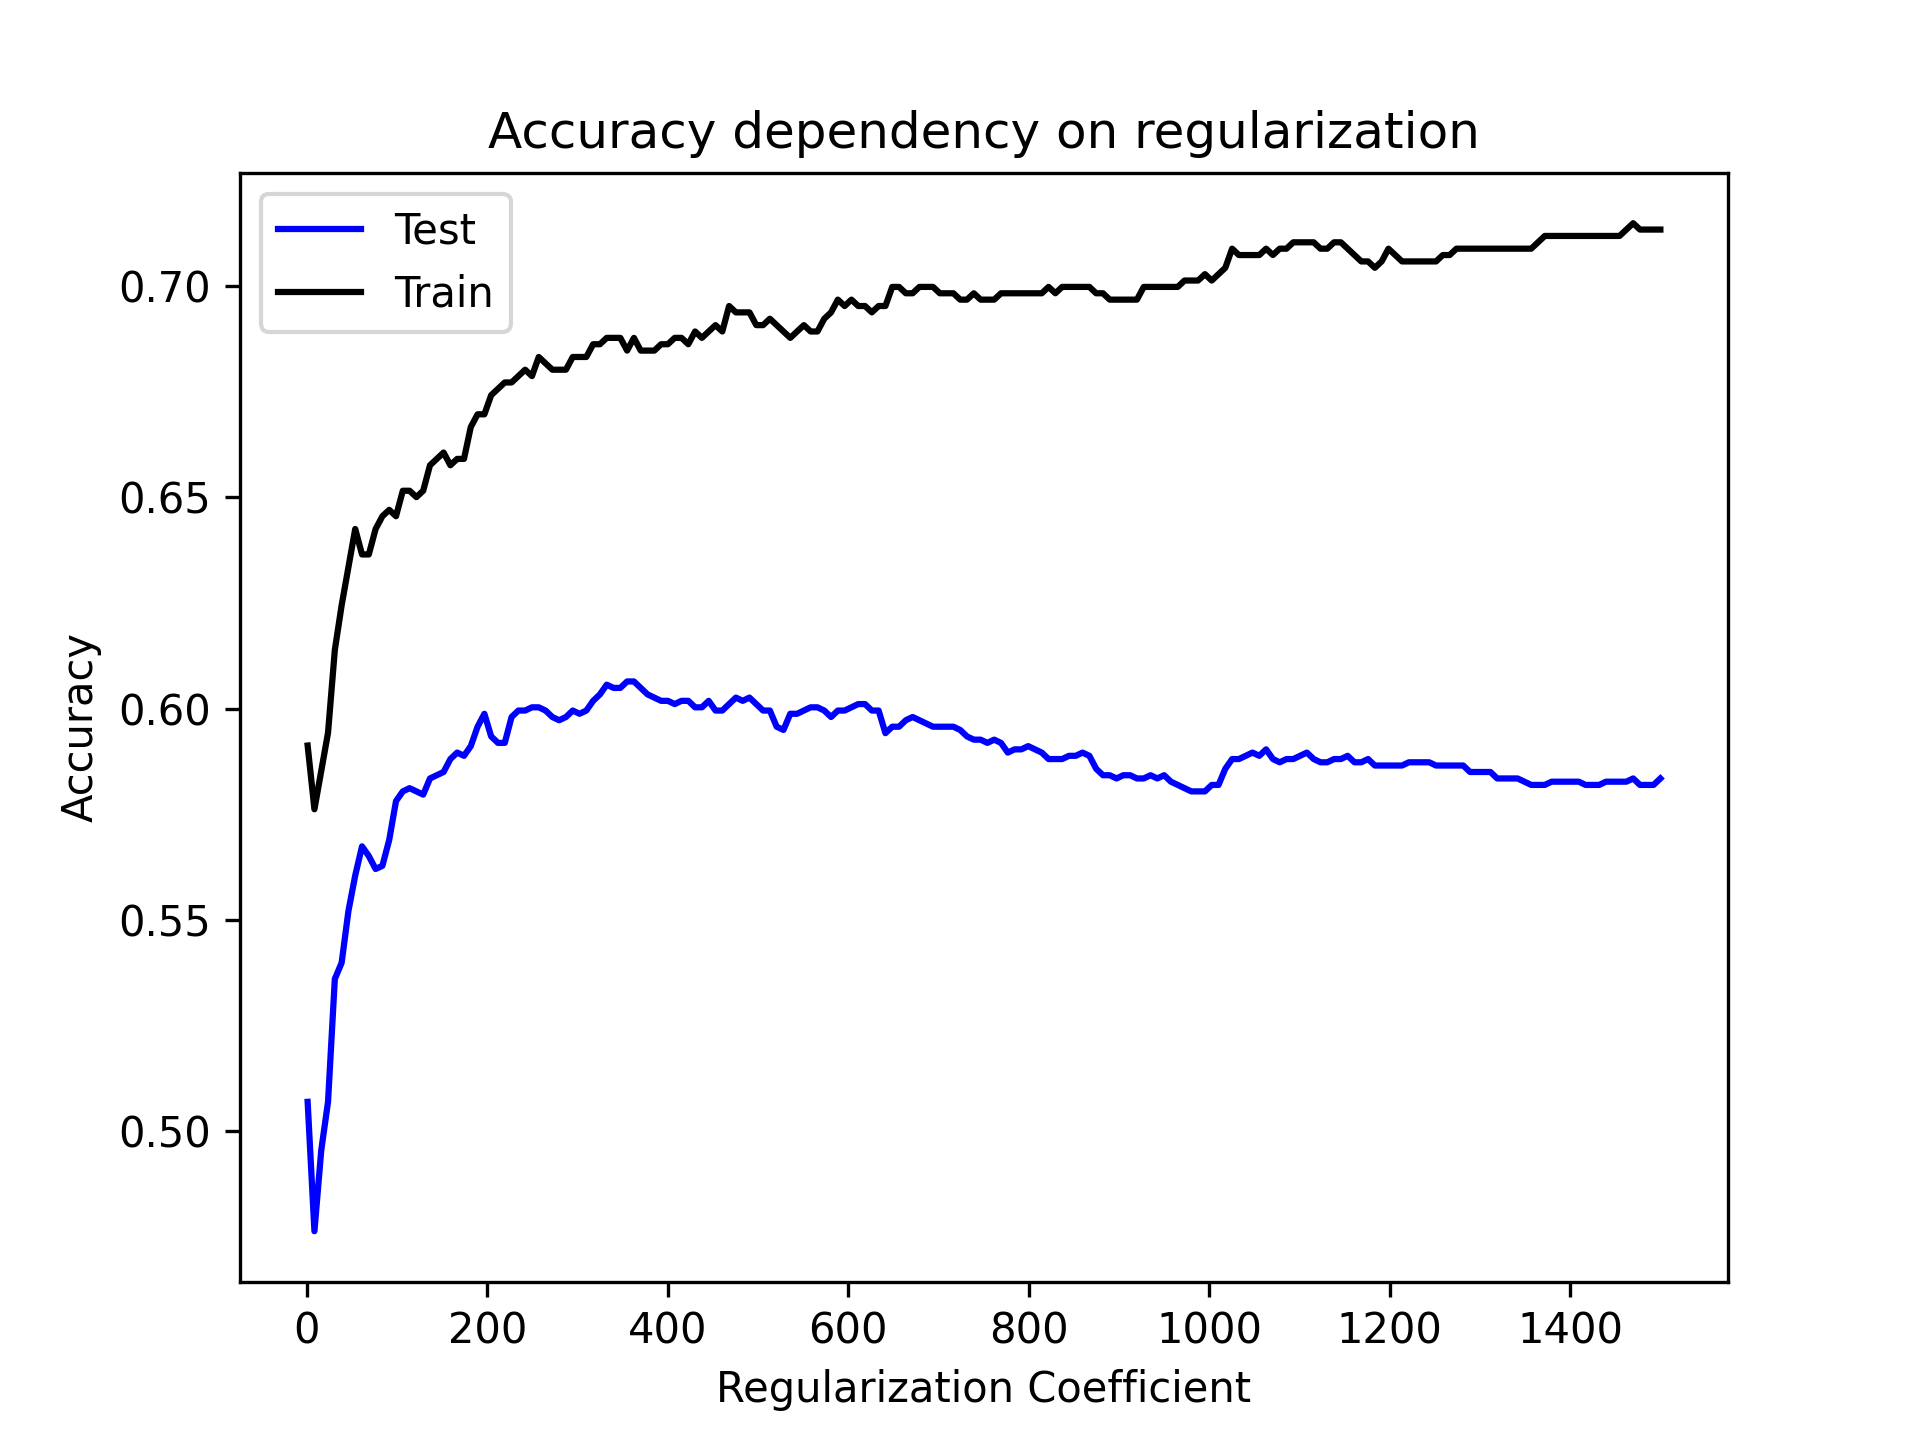 Accuracy dependency on regularization
Test
Train
0.70
0.65
0.60
0.55
0.50
Accuracy
0 200 400 600 800 1000 1200 1400
Regularization Coefficient